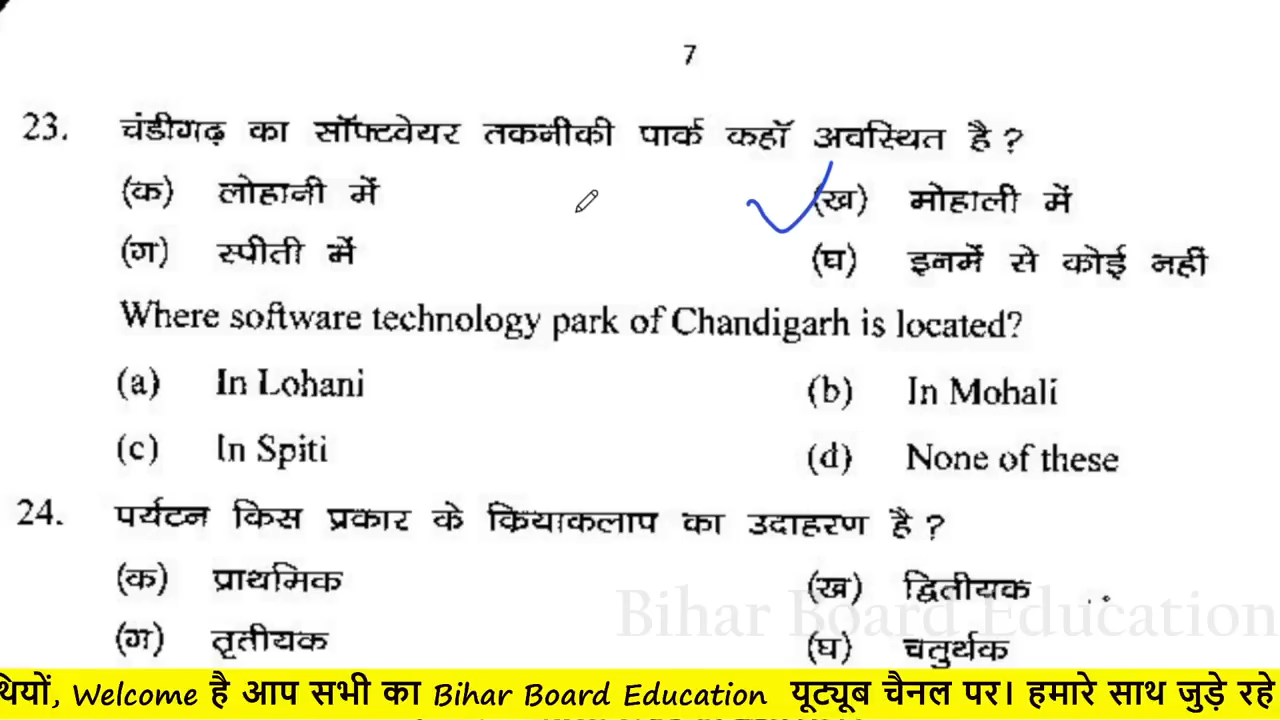 7
23. चंडीगढ़ का सॉफ्टवेयर तकनीकी पार्क कहाँ अवस्थित है ?
(क) लोहानी में (ख) मोहाली में
(ग) स्पीती में (घ) इनमें से कोई नहीं
Where software technology park of Chandigarh is located?
(a) In Lohani (b) In Mohali
(c) In Spiti (d) None of these
24. पर्यटन किस प्रकार के क्रियाकलाप का उदाहरण है ?
(क) प्राथमिक (ख) द्वितीयक
(ग) तृतीयक (घ) चतुर्थक
Bihar Board Education
थियों, Welcome है आप सभी का Bihar Board Education यूट्यूब चैनल पर। हमारे साथ जुड़े रहे